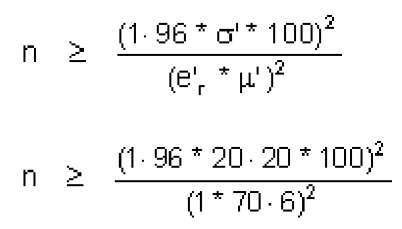 n ≥ (1·96 * σ' * 100)² / (e'ᵣ * μ')²
n ≥ (1·96 * 20·20 * 100)² / (1 * 70·6)²